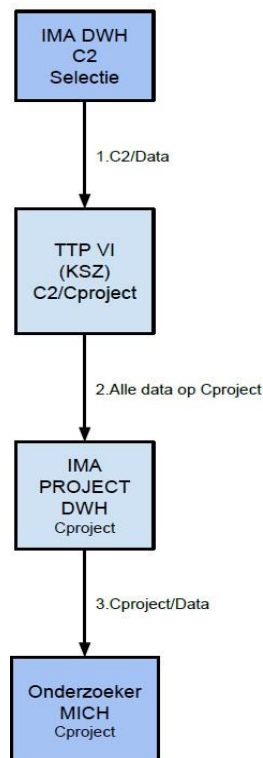 IMA DWH
C2
Selectie
1.C2/Data
TTP VI
(KSZ)
C2/Cproject
2.Alle data op Cproject
IMA
PROJECT
DWH
Cproject
3.Cproject/Data
Onderzoeker
MICH
Cproject